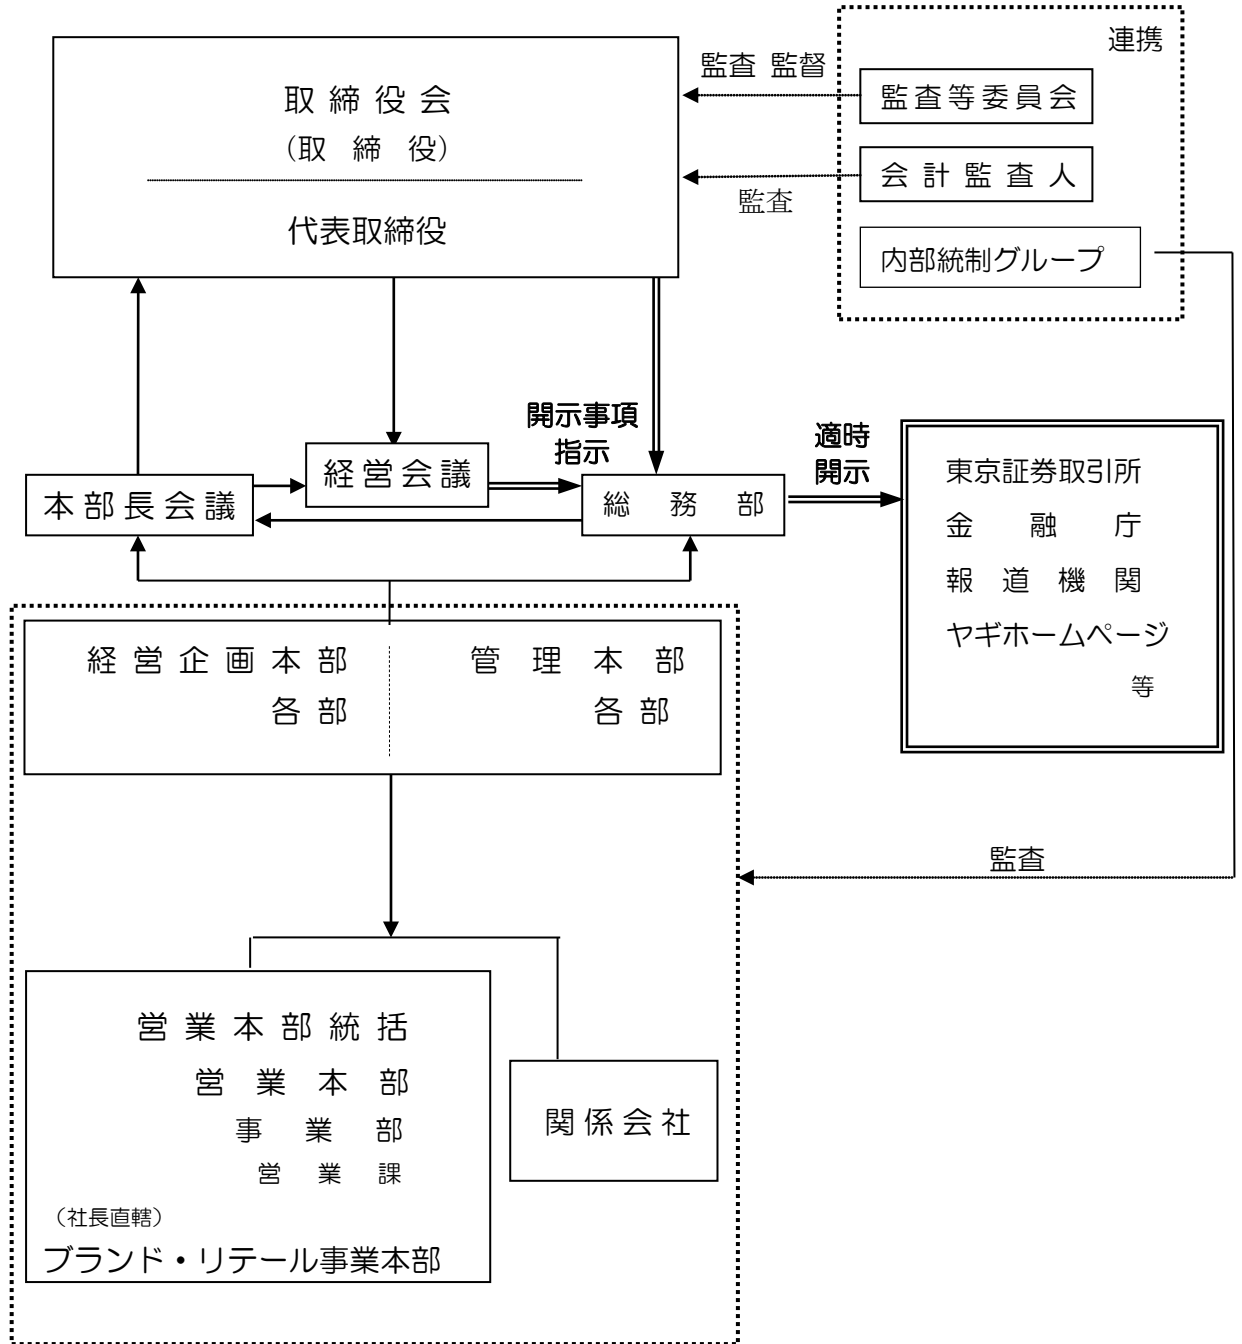 連携
監査 監督
監査等委員会
取締役会
(取締役)
会計監査人
監査
代表取締役
内部統制グループ
開示事項
指示
適時
開示
経営会議
本部長会議
総務部
東京証券取引所
金融庁
報道機関
ヤギホームページ
等
経営企画本部
各部
管理本部
各部
監査
営業本部統括
営業本部
事業部
営業課
(社長直轄)
ブランド・リテール事業本部
関係会社